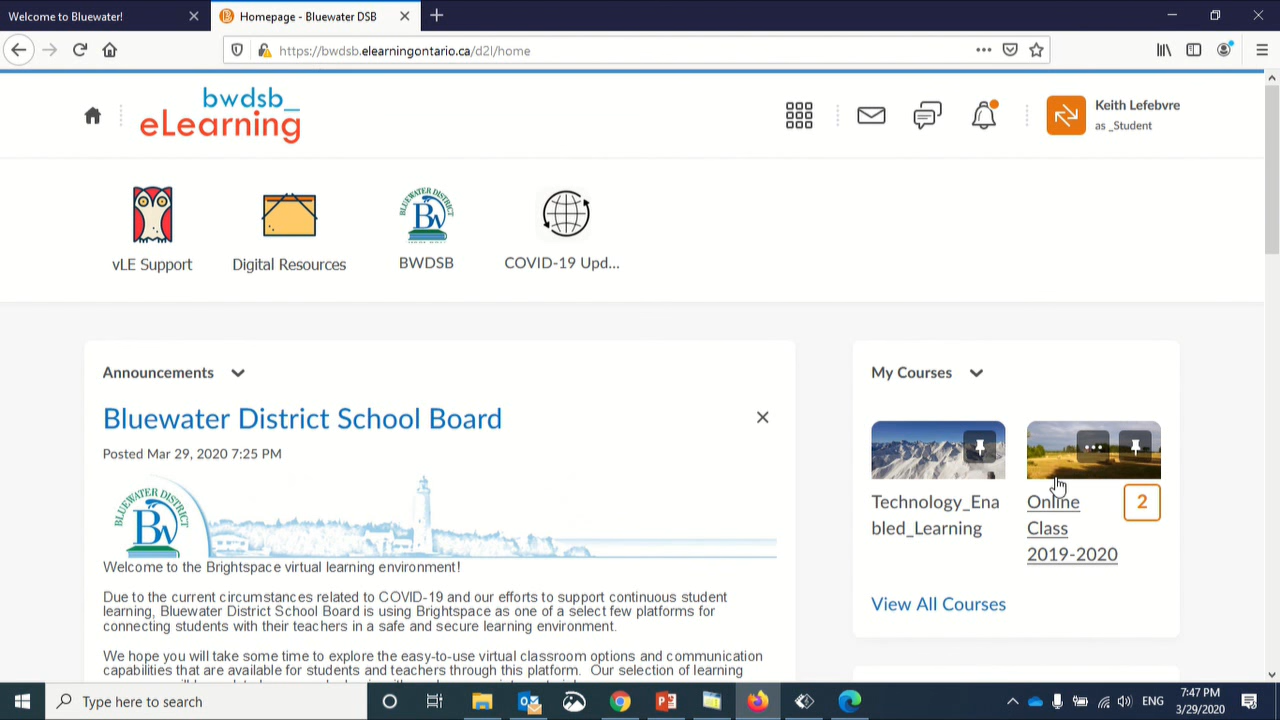 Welcome to Bluewater!
Homepage - Bluewater DSB
https://bwdsb.elearningontario.ca/d2l/home
bwdsb_
eLearning
Keith Lefebvre
as _Student
BLUEWATER DISTRICT
BW
vLE Support
Digital Resources
BWDSB
COVID-19 Upd...
Announcements
My Courses
Bluewater District School Board
Posted Mar 29, 2020 7:25 PM
BLUEWATER DISTRICT
BW
Technology_Ena
bled_Learning
Online
Class
2019-2020
2
View All Courses
Welcome to the Brightspace virtual learning environment!
Due to the current circumstances related to COVID-19 and our efforts to support continuous student
learning, Bluewater District School Board is using Brightspace as one of a select few platforms for
connecting students with their teachers in a safe and secure learning environment.
We hope you will take some time to explore the easy-to-use virtual classroom options and communication
capabilities that are available for students and teachers through this platform. Our selection of learning
Type here to search
ENG
7:47 PM
3/29/2020